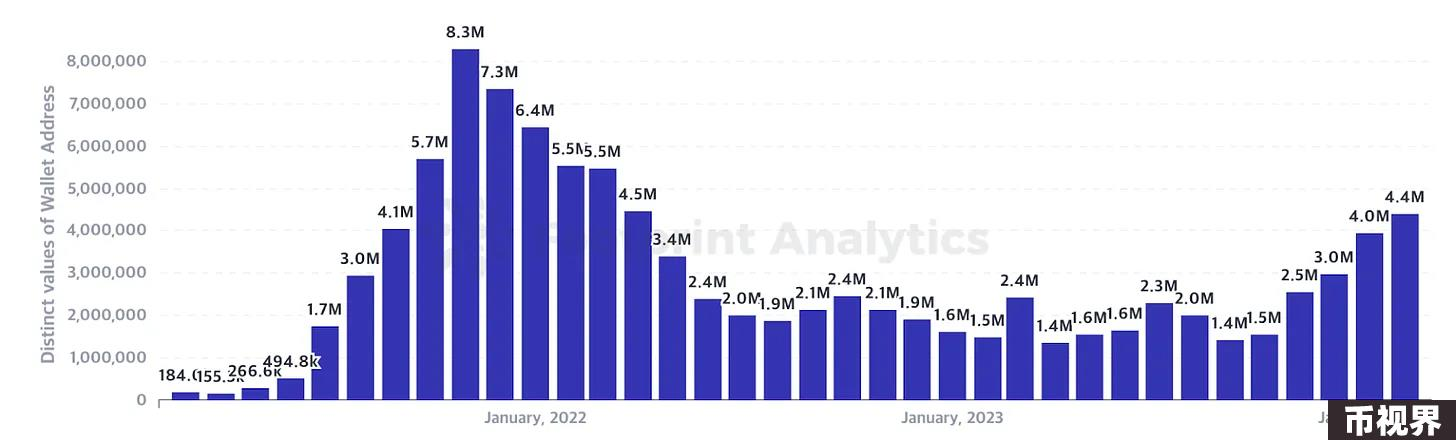 8.3M
8,000,000
7.3M
7,000,000
6.4M
6,000,000
5.7M
5.5M
5.5M
5,000,000
4.5M
4.4M
4.1M
4.0M
4,000,000
3.4M
Analytics
3.0M
3.0M
3,000,000
2.4M
2.0M
1.9M
2.1M
2.4M
2.1M
1.9M
1.6M
1.5M
2.4M
1.4M
1.6M
1.6M
2.3M
2.0M
1.4M
1.5M
2.5M
2,000,000
1.7M
1,000,000
266.6k
494.8k
0
Distinct values of Wallet Address
January, 2022
January, 2023
币视界